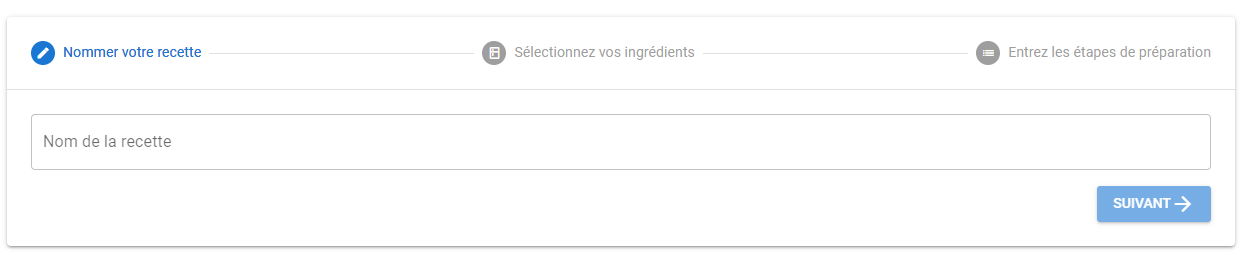 Nommer votre recette
Sélectionnez vos ingrédients
Entrez les étapes de préparation
Nom de la recette
SUIVANT